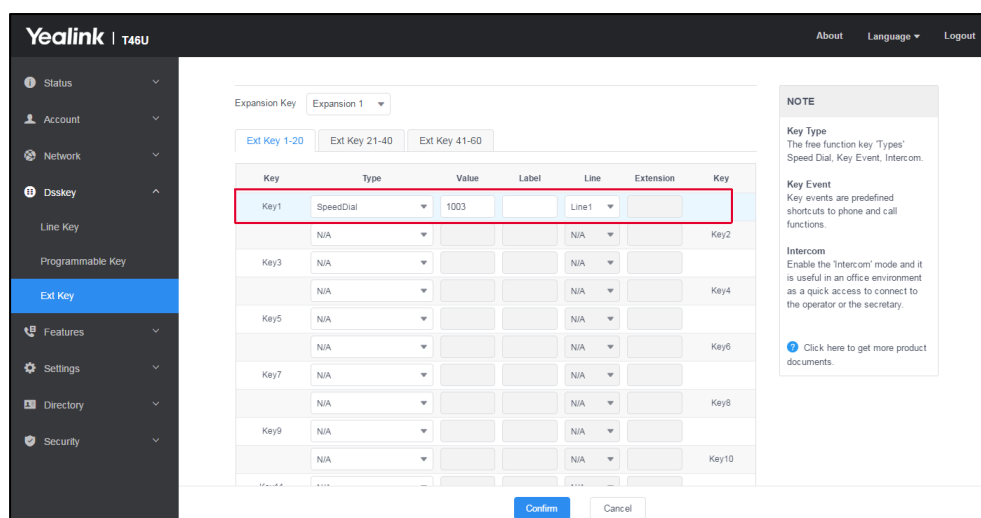 Yealink | T46U
About Language Logout
Status
Account
Network
Dsskey
Line Key
Programmable Key
Ext Key
Features
Settings
Directory
Security
Expansion Key Expansion 1
Ext Key 1-20 Ext Key 21-40 Ext Key 41-60
Key Type Value Label Line Extension Key
Key1 SpeedDial 1003 Line1
N/A N/A Key2
Key3 N/A N/A
N/A N/A Key4
Key5 N/A N/A
N/A N/A Key6
Key7 N/A N/A
N/A N/A Key8
Key9 N/A N/A
N/A N/A Key10
Confirm Cancel
NOTE
Key Type
The free function key 'Types'
Speed Dial, Key Event, Intercom.
Key Event
Key events are predefined
shortcuts to phone and call
functions.
Intercom
Enable the 'Intercom' mode and it
is useful in an office environment
as a quick access to connect to
the operator or the secretary.
Click here to get more product
documents.